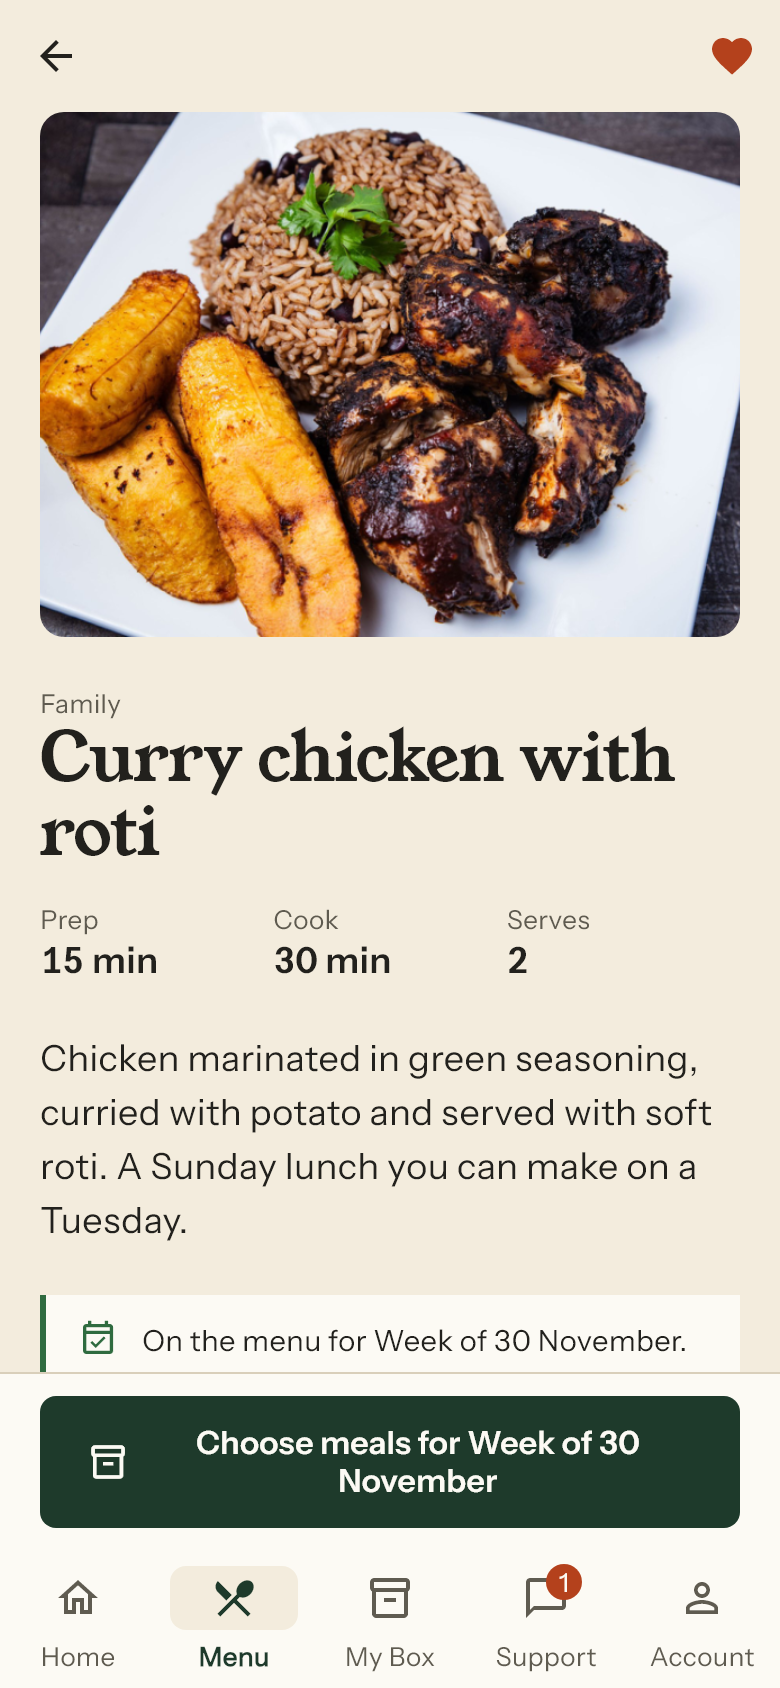 Family
Curry chicken with
roti
Prep
Cook
Serves
15 min
30 min
2
Chicken marinated in green seasoning,
curried with potato and served with soft
roti. A Sunday lunch you can make on a
Tuesday.
On the menu for Week of 30 November.
Choose meals for Week of 30
November
1
Home
Menu
My Box
Support
Account